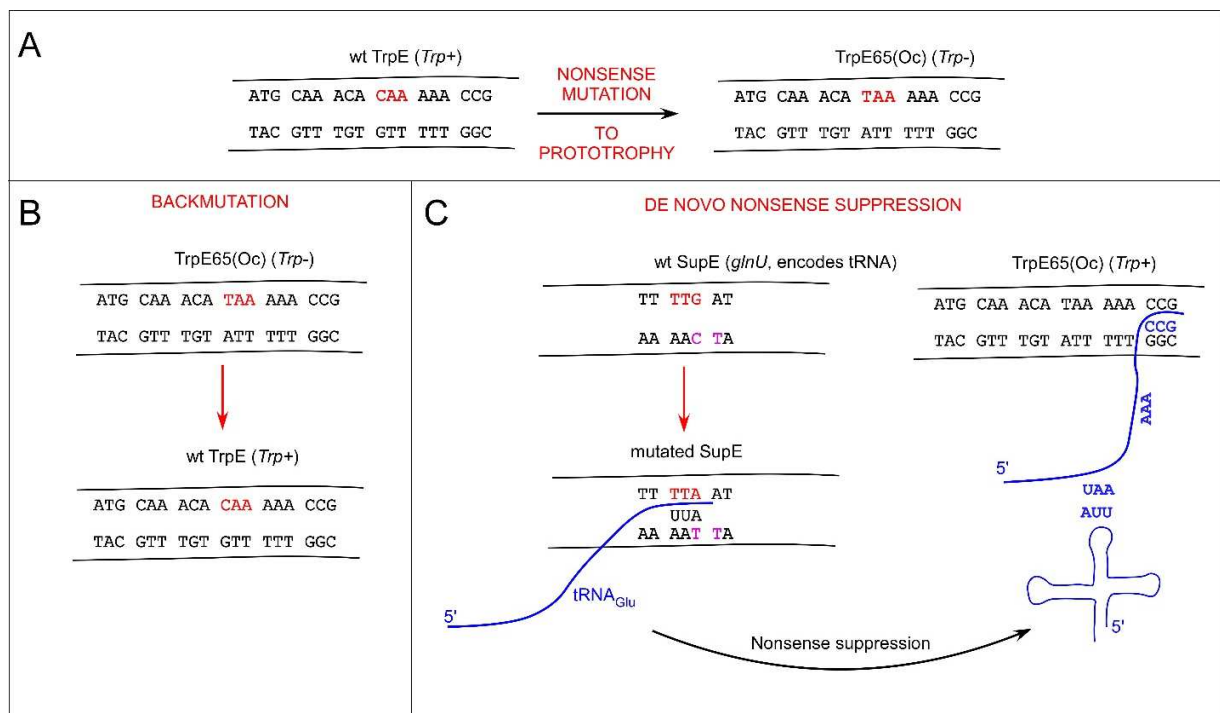 A
wt TrpE (Trp+)
ATG CAA ACA CAA AAA CCG
TAC GTT TGT GTT TTT GGC
NONSENSE
MUTATION
TO
PROTOTROPHY
TrpE65(Oc) (Trp-)
ATG CAA ACA TAA AAA CCG
TAC GTT TGT ATT TTT GGC
B
BACKMUTATION
TrpE65(Oc) (Trp-)
ATG CAA ACA TAA AAA CCG
TAC GTT TGT ATT TTT GGC
wt TrpE (Trp+)
ATG CAA ACA CAA AAA CCG
TAC GTT TGT GTT TTT GGC
C
DE NOVO NONSENSE SUPPRESSION
wt SupE (glnU, encodes tRNA)
TT TTG AT
AA AAC TA
mutated SupE
TT TTA AT
UUA
AA AAT TA
tRNAGlu
5'
Nonsense suppression
TrpE65(Oc) (Trp+)
ATG CAA ACA TAA AAA CCG
CCG
TAC GTT TGT ATT TTT GGC
AAA
5'
UAA
AUU
5'